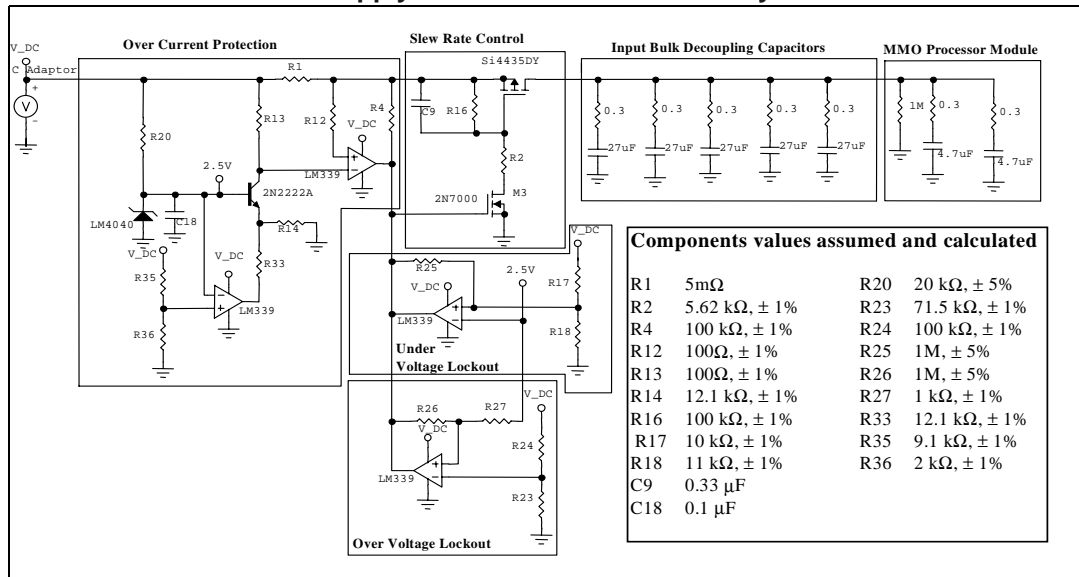 Over Current Protection
Slew Rate Control
Input Bulk Decoupling Capacitors
MMO Processor Module
V_DC
C Adaptor
V
+
-
R20
R13
R1
R12
R4
V_DC
+
-
LM339
2.5V
2N2222A
LM4040
C18
R14
V_DC
V_DC
R33
R35
-
+
LM339
R36
Si4435DY
C9
R16
R2
2N7000
M3
0.3
0.3
0.3
0.3
0.3
27uF
27uF
27uF
27uF
27uF
1M
0.3
0.3
4.7uF
4.7uF
R25
V_DC
2.5V
R17
V_DC
LM339
+
-
R18
Under
Voltage Lockout
R26
R27
V_DC
V_DC
R24
LM339
+
-
R23
Over Voltage Lockout
Components values assumed and calculated
R1 5mΩ R20 20 kΩ, ± 5%
R2 5.62 kΩ, ± 1% R23 71.5 kΩ, ± 1%
R4 100 kΩ, ± 1% R24 100 kΩ, ± 1%
R12 100Ω, ± 1% R25 1M, ± 5%
R13 100Ω, ± 1% R26 1M, ± 5%
R14 12.1 kΩ, ± 1% R27 1 kΩ, ± 1%
R16 100 kΩ, ± 1% R33 12.1 kΩ, ± 1%
R17 10 kΩ, ± 1% R35 9.1 kΩ, ± 1%
R18 11 kΩ, ± 1% R36 2 kΩ, ± 1%
C9 0.33 µF
C18 0.1 µF